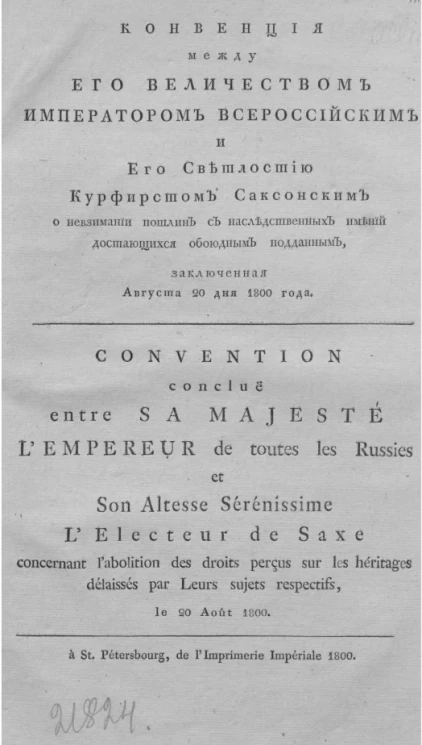 КОНВЕНЦІЯ
между
ЕГО ВЕЛИЧЕСТВОМЪ
ИМПЕРАТОРОМЪ ВСЕРОССІЙСКИМЪ
И
Его Свѣтлостію
Курфирстомъ Саксонскимъ
о невзиманіи пошлинъ съ наслѣдственныхъ имѣній
достающихся обоюднымъ подданнымъ,
заключенная
Августа 20 дня 1800 года.
CONVENTION
concluë
entre SA MAJESTÉ
L'EMPEREUR de toutes les Russies
et
Son Altesse Sérénissime
L'Electeur de Saxe
concernant l'abolition des droits perçus sur les héritages
délaissés par Leurs sujets respectifs,
le 20 Août 1800.
à St. Pétersbourg, de l'Imprimerie Impériale 1800.
21824.